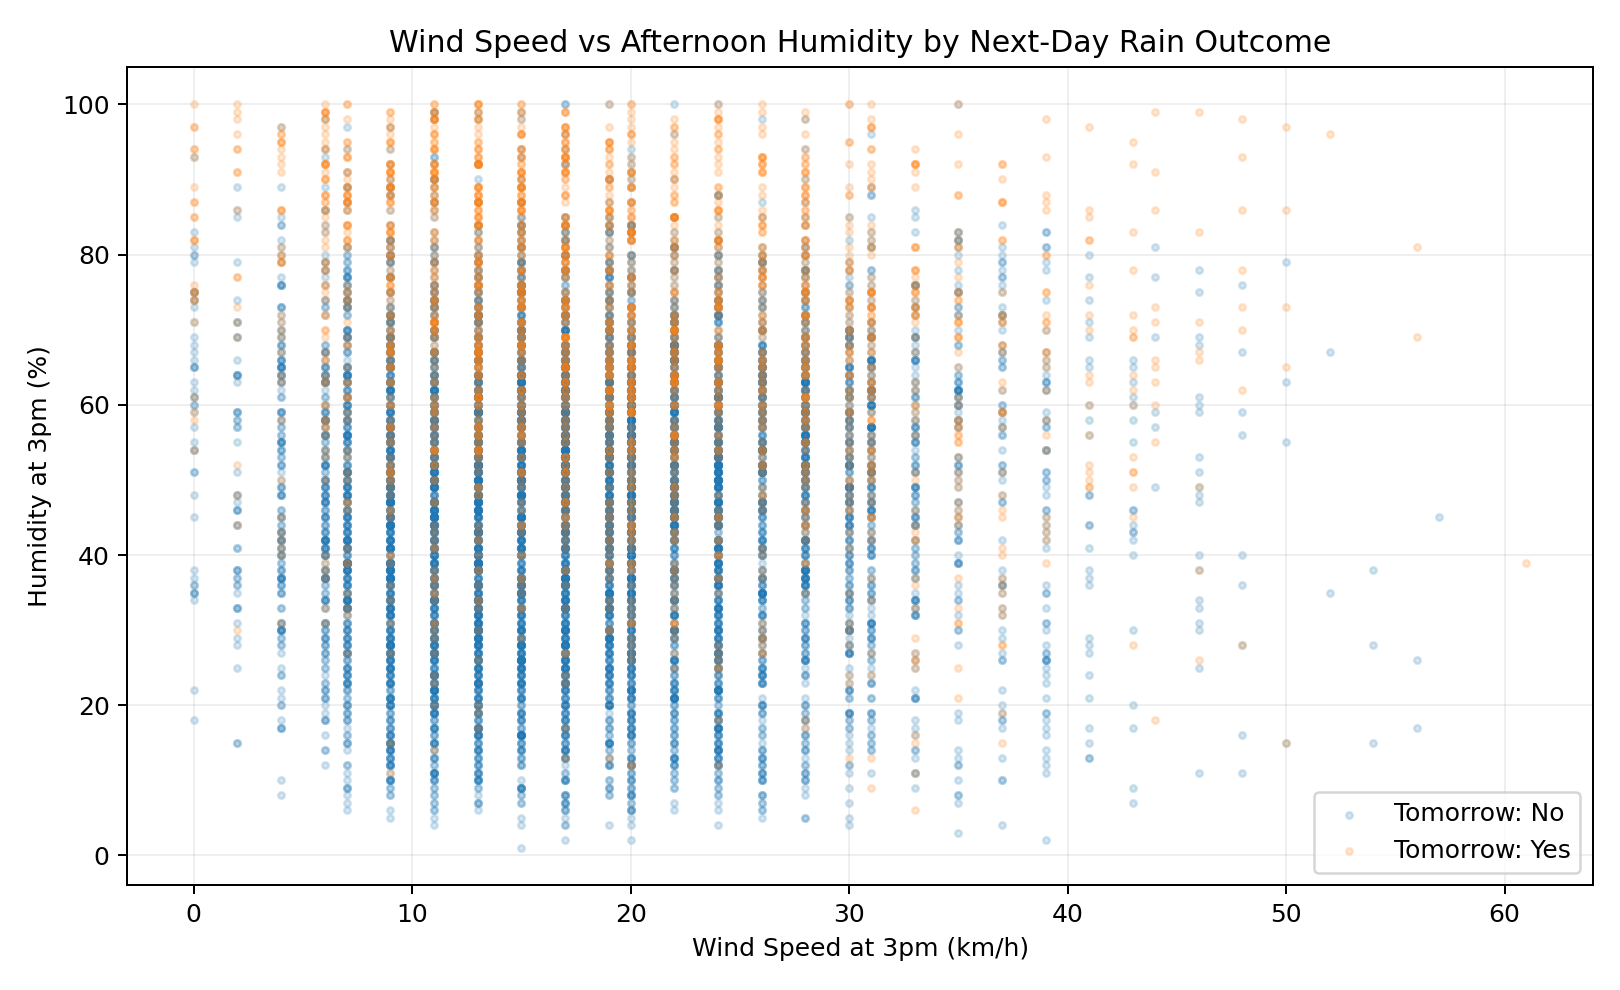 Wind Speed vs Afternoon Humidity by Next-Day Rain Outcome
100
80
60
40
20
0
Humidity at 3pm (%)
0 10 20 30 40 50 60
Wind Speed at 3pm (km/h)
Tomorrow: No
Tomorrow: Yes